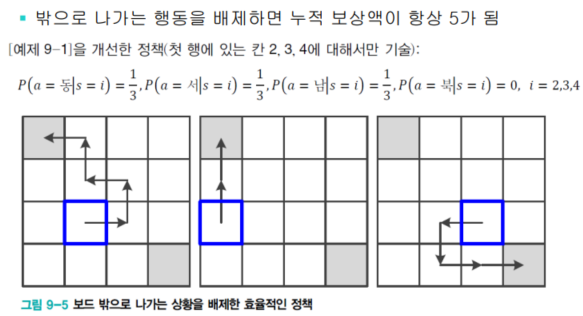 ▪ 밖으로 나가는 행동을 배제하면 누적 보상액이 항상 5가 됨
[예제 9-1]을 개선한 정책(첫 행에 있는 칸 2, 3, 4에 대해서만 기술):
P(a = 동|s = i) = 1/3, P(a = 세|s = i) = 1/3, P(a = 남|s = i) = 1/3, P(a = 북|s = i) = 0, i = 2,3,4
그림 9-5 보드 밖으로 나가는 상황을 배제한 효율적인 정책